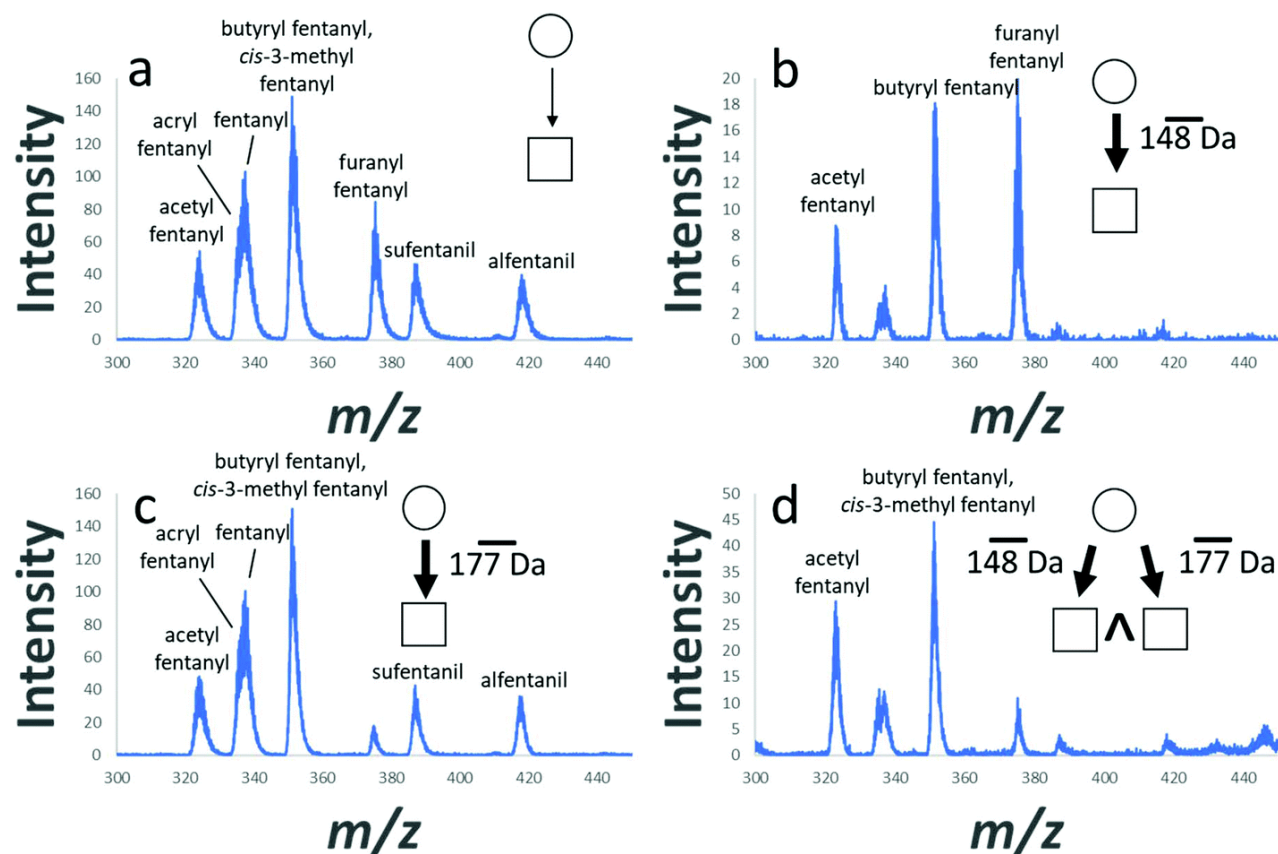 a
butyryl fentanyl,
cis-3-methyl
fentanyl
acryl
fentanyl
fentanyl
acetyl
fentanyl
furanyl
fentanyl
sufentanil
alfentanil
Intensity
160
140
120
100
80
60
40
20
0
300 320 340 360 380 400 420 440
m/z
b
furanyl
fentanyl
butyryl fentanyl
acetyl
fentanyl
148 Da
Intensity
20
18
16
14
12
10
8
6
4
2
0
300 320 340 360 380 400 420 440
m/z
c
butyryl fentanyl,
cis-3-methyl fentanyl
acryl
fentanyl
fentanyl
acetyl
fentanyl
177 Da
sufentanil
alfentanil
Intensity
160
140
120
100
80
60
40
20
0
300 320 340 360 380 400 420 440
m/z
d
butyryl fentanyl,
cis-3-methyl fentanyl
acetyl
fentanyl
148 Da
177 Da
Λ
Intensity
50
45
40
35
30
25
20
15
10
5
0
300 320 340 360 380 400 420 440
m/z